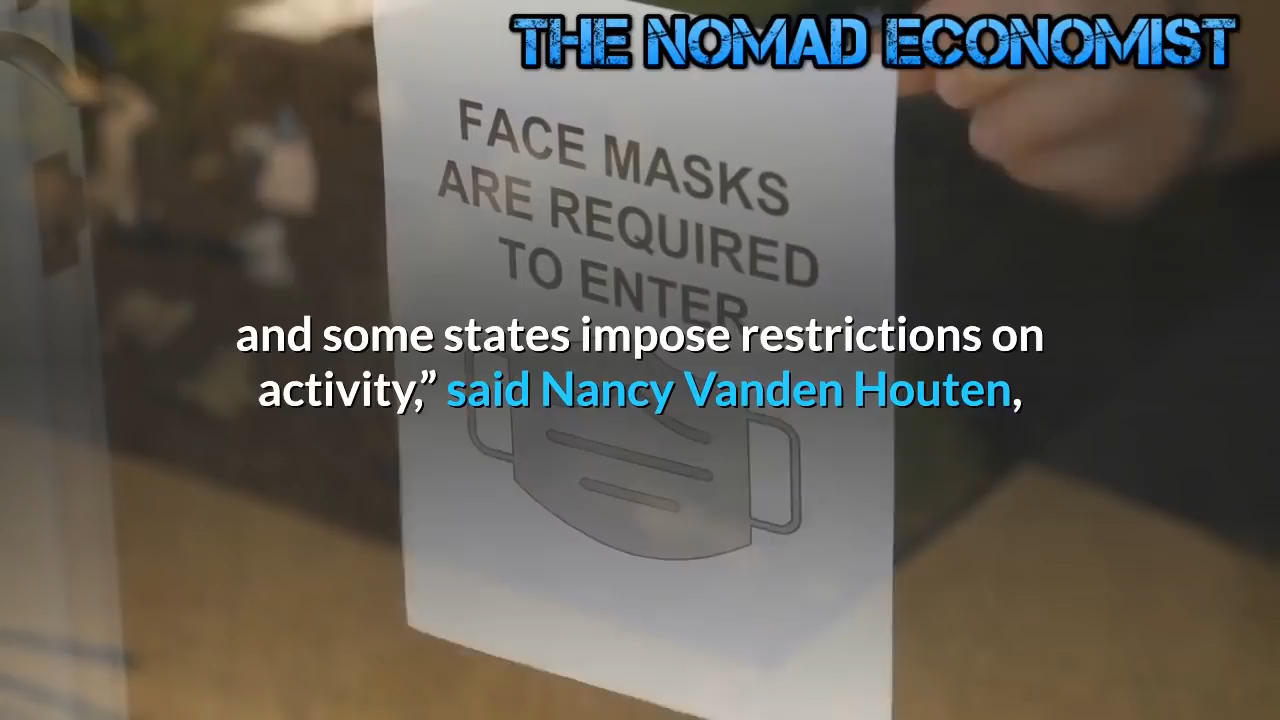 THE NOMAD ECONOMIST
FACE MASKS
ARE REQUIRED
TO ENTER
and some states impose restrictions on
activity,” said Nancy Vanden Houten,